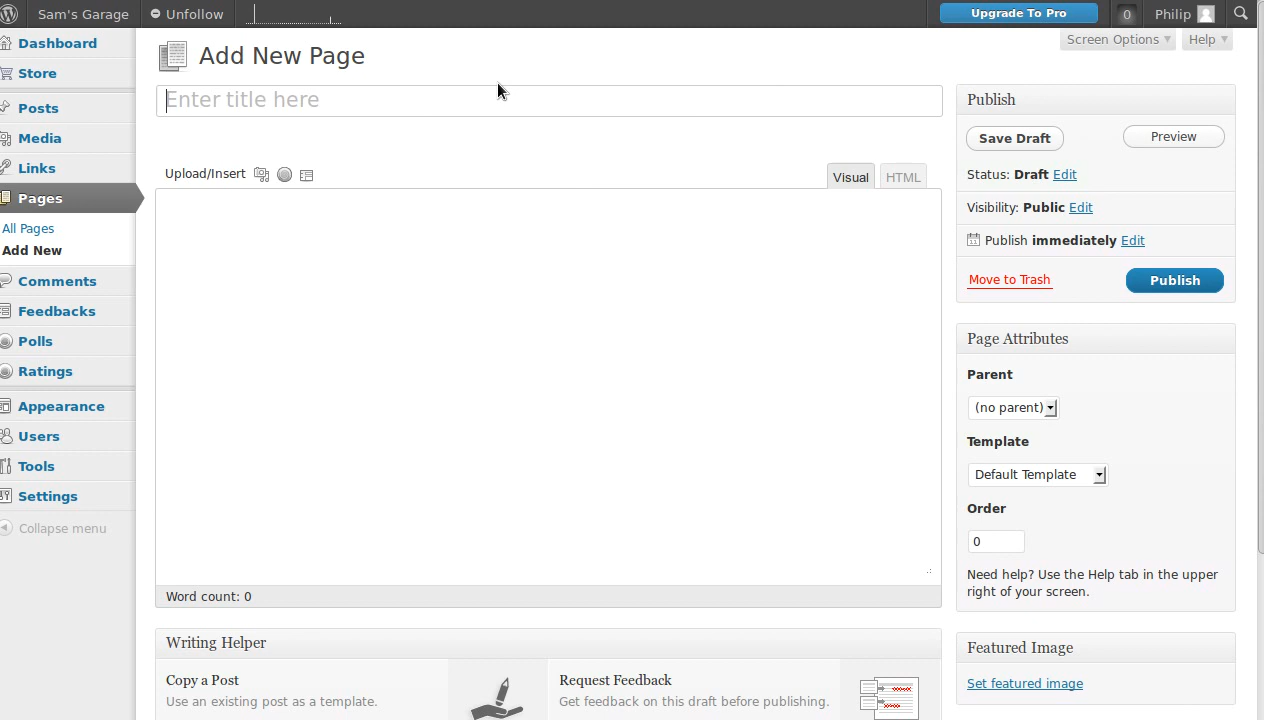 Sam's Garage
Unfollow
Upgrade To Pro
0
Philip
Dashboard
Store
Posts
Media
Links
Pages
All Pages
Add New
Comments
Feedbacks
Polls
Ratings
Appearance
Users
Tools
Settings
Collapse menu
Screen Options
Help
Add New Page
Enter title here
Upload/Insert
Visual
HTML
Word count: 0
Writing Helper
Copy a Post
Use an existing post as a template.
Request Feedback
Get feedback on this draft before publishing.
Publish
Save Draft
Preview
Status: Draft Edit
Visibility: Public Edit
Publish immediately Edit
Move to Trash
Publish
Page Attributes
Parent
(no parent)
Template
Default Template
Order
0
Need help? Use the Help tab in the upper
right of your screen.
Featured Image
Set featured image